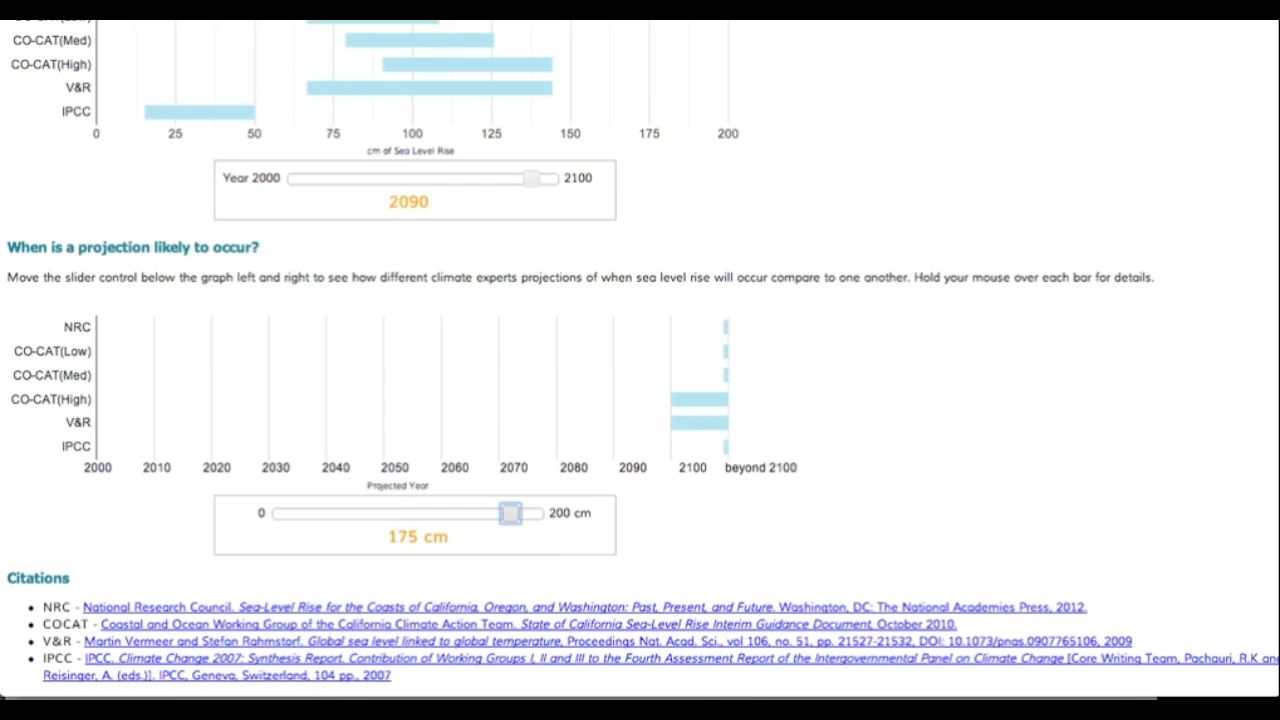 CO-CAT(Low)
CO-CAT(Med)
CO-CAT(High)
V&R
IPCC
0 25 50 75 100 125 150 175 200
cm of Sea Level Rise
Year 2000 2100
2090
When is a projection likely to occur?
Move the slider control below the graph left and right to see how different climate experts projections of when sea level rise will occur compare to one another. Hold your mouse over each bar for details.
NRC
CO-CAT(Low)
CO-CAT(Med)
CO-CAT(High)
V&R
IPCC
2000 2010 2020 2030 2040 2050 2060 2070 2080 2090 2100 beyond 2100
Projected Year
0 200 cm
175 cm
Citations
• NRC - National Research Council. Sea-Level Rise for the Coasts of California, Oregon, and Washington: Past, Present, and Future. Washington, DC: The National Academies Press, 2012.
• COCAT - Coastal and Ocean Working Group of the California Climate Action Team. State of California Sea-Level Rise Interim Guidance Document, October 2010.
• V&R - Martin Vermeer and Stefan Rahmstorf. Global sea level linked to global temperature, Proceedings Nat. Acad. Sci., vol 106, no. 51, pp. 21527-21532, DOI: 10.1073/pnas.0907765106, 2009
• IPCC - IPCC, Climate Change 2007: Synthesis Report. Contribution of Working Groups I, II and III to the Fourth Assessment Report of the Intergovernmental Panel on Climate Change [Core Writing Team, Pachauri, R.K and
Reisinger, A. (eds.)]. IPCC, Geneva, Switzerland, 104 pp., 2007